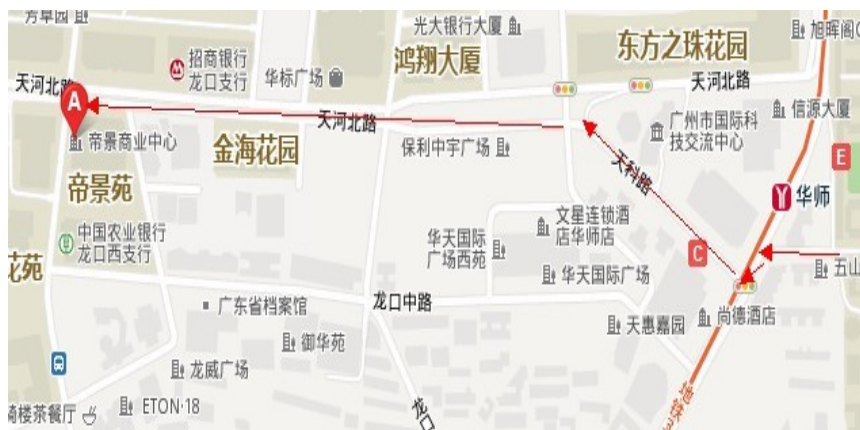 芳草园
光大银行大厦
旭晖阁
招商银行
龙口支行
华标广场
鸿翔大厦
东方之珠花园
天河北路
天河北路
A
天河北路
信源大厦
广州市国际科
技交流中心
帝景商业中心
金海花园
保利中宇广场
天科路
E
帝景苑
华师
文星连锁酒
店华师店
中国农业银行
龙口西支行
华天国际
广场西苑
C
花苑
华天国际广场
五山
广东省档案馆
龙口中路
尚德酒店
天惠嘉园
御华苑
龙威广场
地铁3
骑楼茶餐厅
ETON·18
龙口